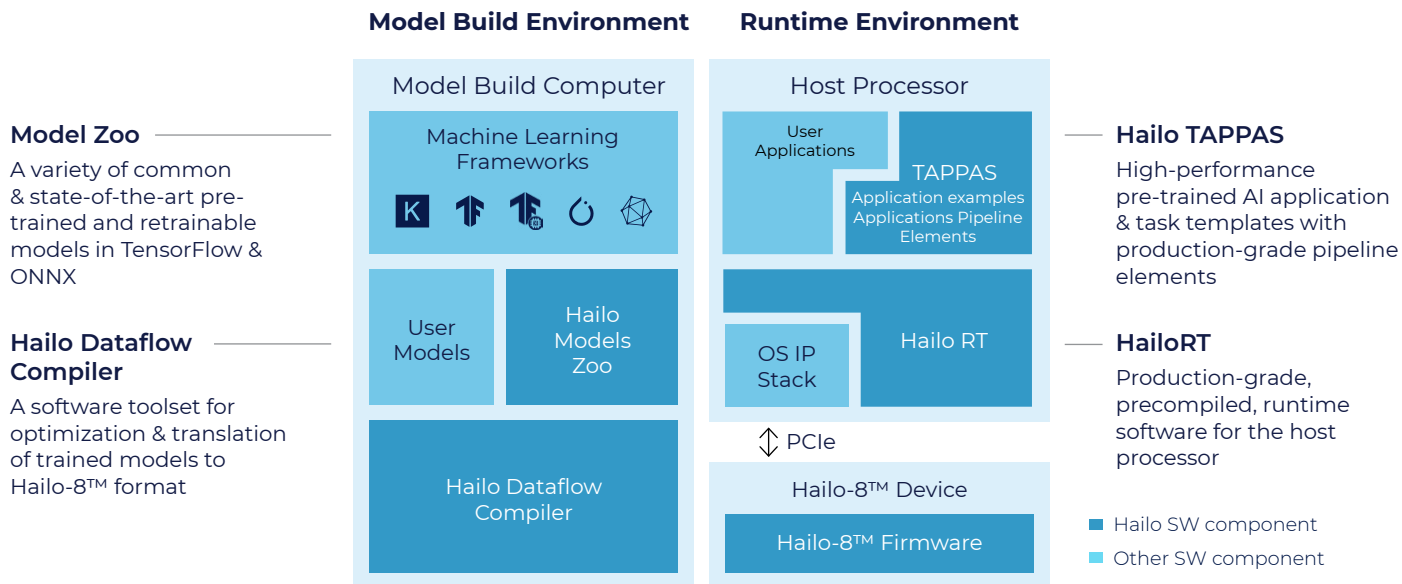 Model Build Environment
Runtime Environment
Model Zoo
A variety of common
& state-of-the-art pre-
trained and retrainable
models in TensorFlow &
ONNX
Hailo Dataflow
Compiler
A software toolset for
optimization & translation
of trained models to
Hailo-8™ format
Model Build Computer
Machine Learning
Frameworks
K
User
Models
Hailo
Models
Zoo
Hailo Dataflow
Compiler
Host Processor
User
Applications
TAPPAS
Application examples
Applications Pipeline
Elements
Hailo RT
OS IP
Stack
PCIe
Hailo-8™ Device
Hailo-8™ Firmware
Hailo TAPPAS
High-performance
pre-trained AI application
& task templates with
production-grade pipeline
elements
HailoRT
Production-grade,
precompiled, runtime
software for the host
processor
Hailo SW component
Other SW component